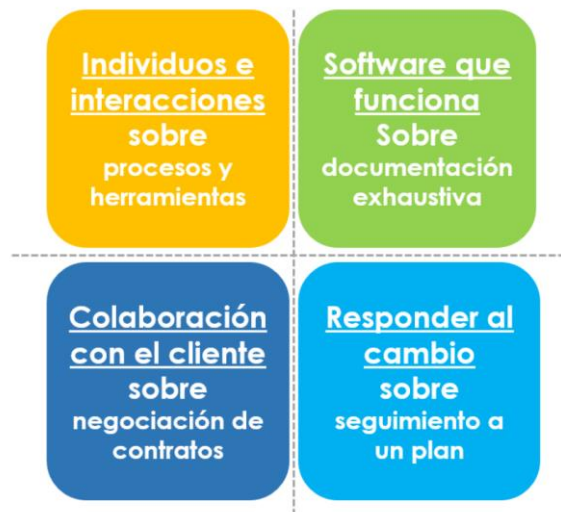 Individuos e
interacciones
sobre
procesos y
herramientas
Software que
funciona
Sobre
documentación
exhaustiva
Colaboración
con el cliente
sobre
negociación de
contratos
Responder al
cambio
sobre
seguimiento a
un plan